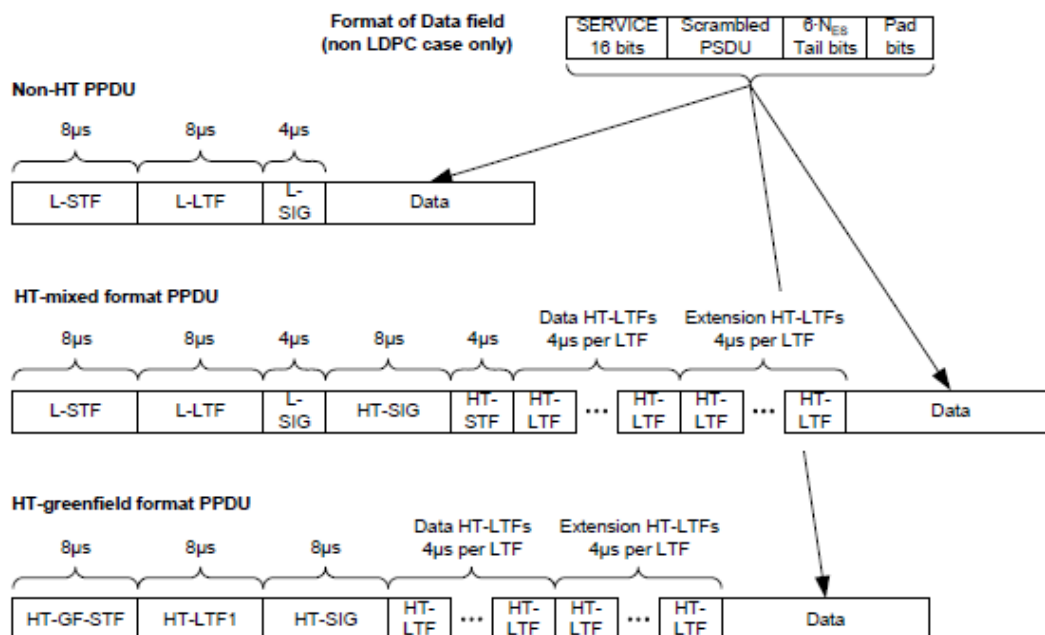 Format of Data field
(non LDPC case only)
SERVICE
16 bits
Scrambled
PSDU
6·NES
Tail bits
Pad
bits
Non-HT PPDU
8µs
8µs
4µs
L-STF
L-LTF
L-
SIG
Data
HT-mixed format PPDU
Data HT-LTFs
4µs per LTF
Extension HT-LTFs
4µs per LTF
8µs
8µs
4µs
8µs
4µs
L-STF
L-LTF
L-
SIG
HT-SIG
HT-
STF
HT-
LTF
...
HT-
LTF
HT-
LTF
...
HT-
LTF
Data
HT-greenfield format PPDU
Data HT-LTFs
4µs per LTF
Extension HT-LTFs
4µs per LTF
8µs
8µs
8µs
HT-GF-STF
HT-LTF1
HT-SIG
HT-
LTF
...
HT-
LTF
HT-
LTF
...
HT-
LTF
Data